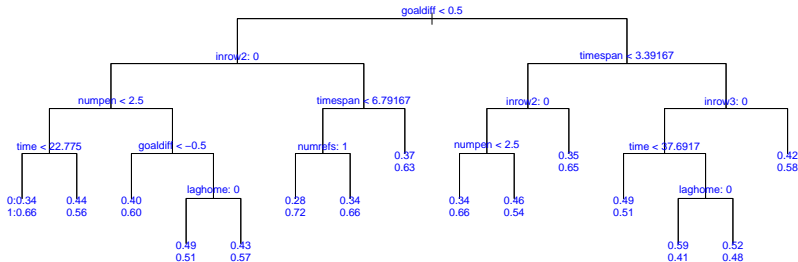 goaldiff < 0.5
inrow2: 0
timespan < 3.39167
numpen < 2.5
timespan < 6.79167
inrow2: 0
inrow3: 0
time < 22.775
goaldiff < −0.5
numrefs: 1
0.37
0.63
numpen < 2.5
0.35
0.65
time < 37.6917
0.42
0.58
0:0.34
1:0.66
0.44
0.56
0.40
0.60
laghome: 0
0.28
0.72
0.34
0.66
0.34
0.66
0.46
0.54
0.49
0.51
laghome: 0
0.49
0.51
0.43
0.57
0.59
0.41
0.52
0.48